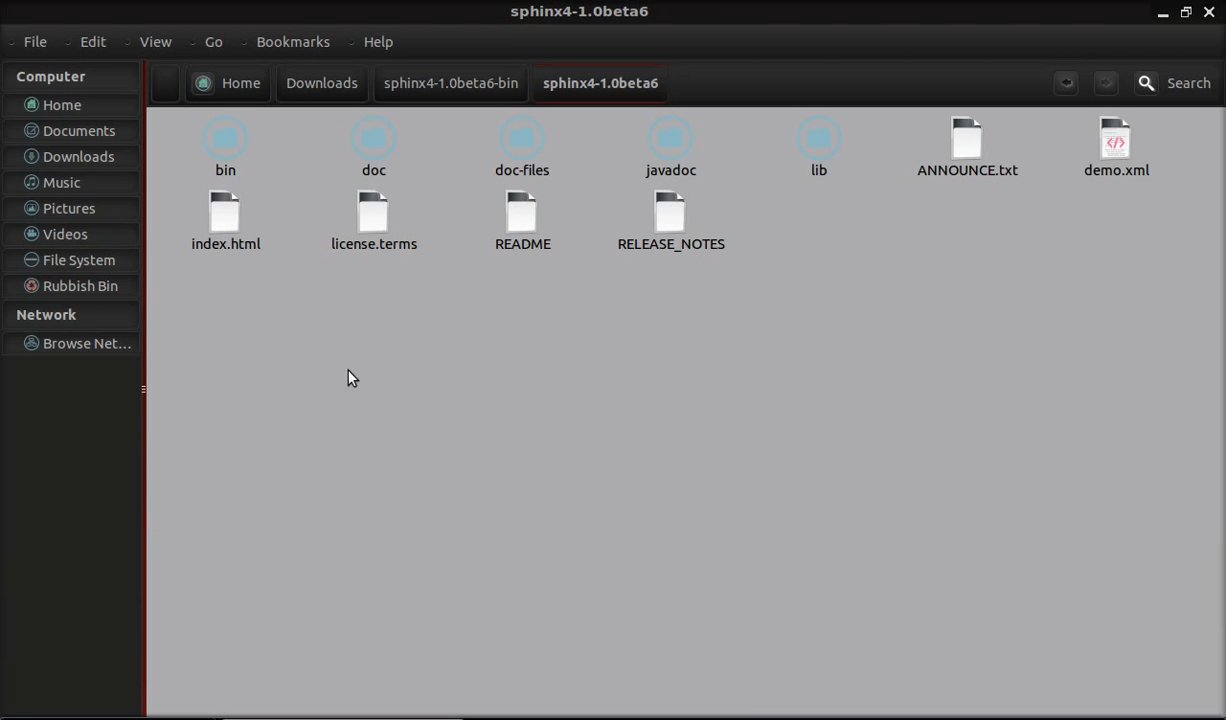 sphinx4-1.0beta6
File Edit View Go Bookmarks Help
Computer
Home
Documents
Downloads
Music
Pictures
Videos
File System
Rubbish Bin
Network
Browse Net...
Home Downloads sphinx4-1.0beta6-bin sphinx4-1.0beta6 Search
bin doc doc-files javadoc lib ANNOUNCE.txt demo.xml
index.html license.terms README RELEASE_NOTES